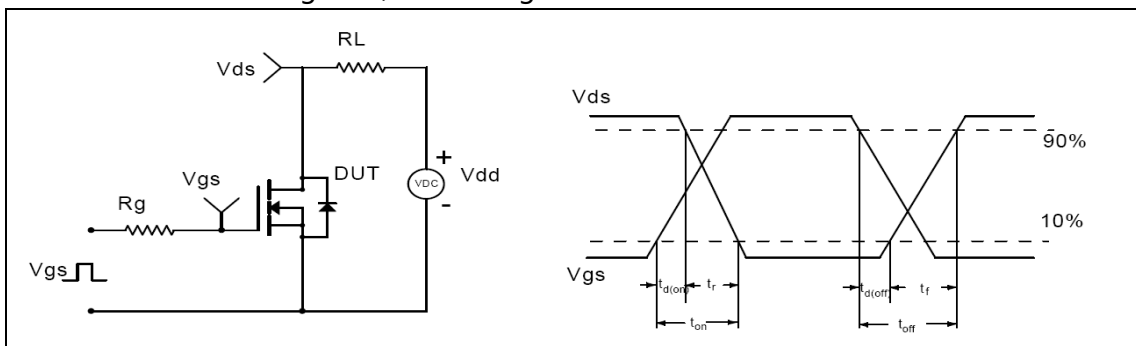 RL
Vds
Vgs
DUT
+
VDC
Vdd
-
Rg
Vgs
Vds
90%
10%
Vgs
td(on)
tr
td(off)
tf
ton
toff